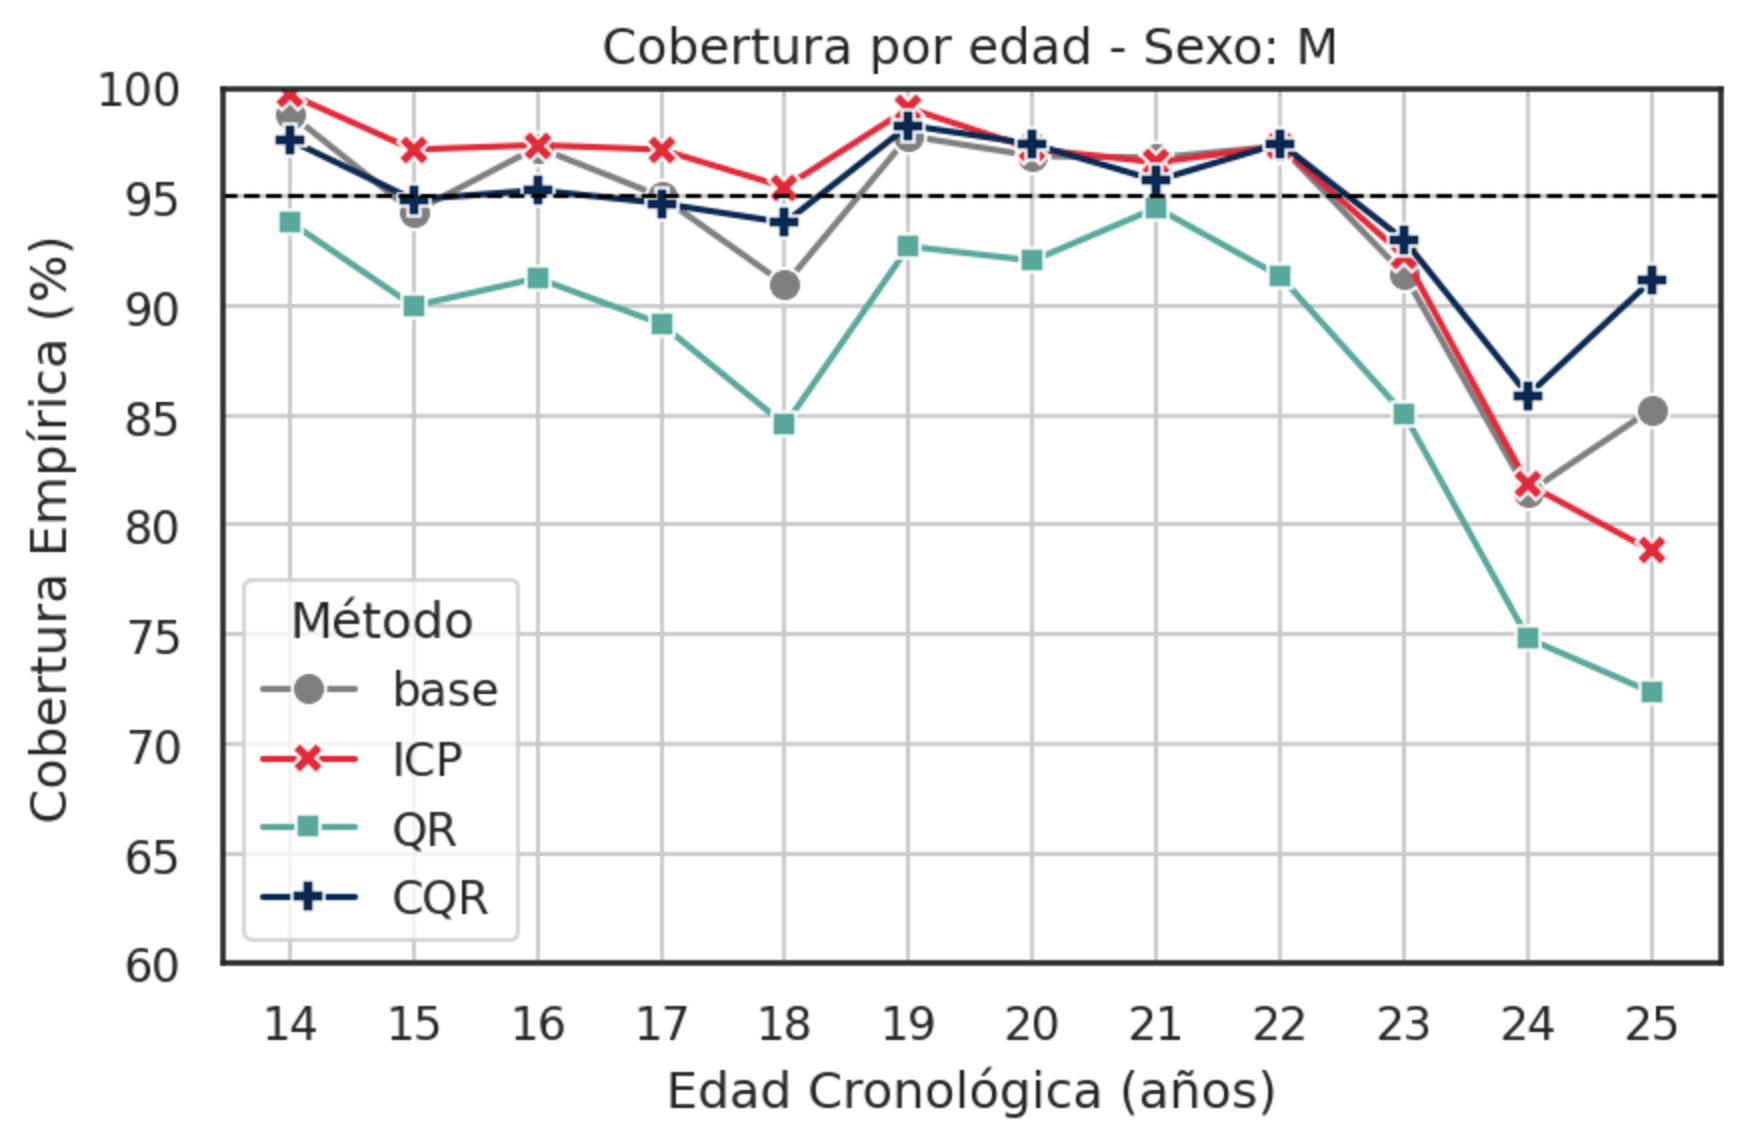 Cobertura por edad - Sexo: M
Cobertura Empírica (%)
100
95
90
85
80
75
70
65
60
Método
base
ICP
QR
CQR
14 15 16 17 18 19 20 21 22 23 24 25
Edad Cronológica (años)